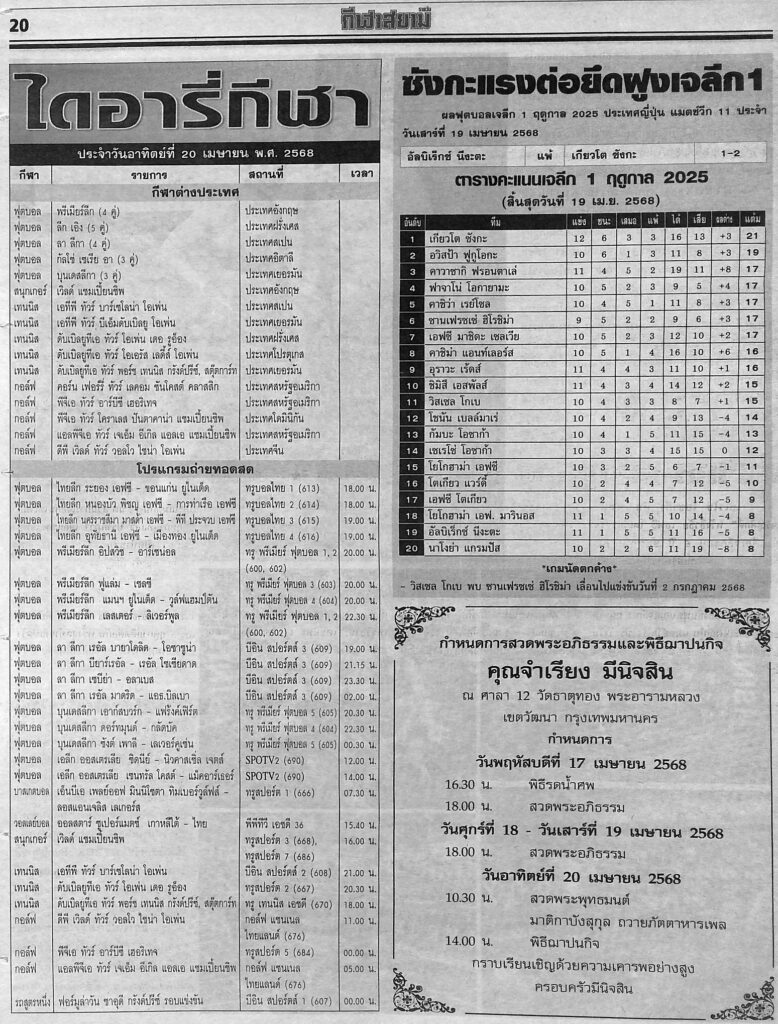 20
กีฬาสยาม
ไดอารี่กีฬา
ประจำวันอาทิตย์ที่ 20 เมษายน พ.ศ. 2568
กีฬา รายการ สถานที่ เวลา
กีฬาต่างประเทศ
ฟุตบอล พรีเมียร์ลีก (4 คู่) ประเทศอังกฤษ
ฟุตบอล ลีก เอิง (5 คู่) ประเทศฝรั่งเศส
ฟุตบอล ลา ลีกา (4 คู่) ประเทศสเปน
ฟุตบอล กัลโช่ เซเรีย อา (3 คู่) ประเทศอิตาลี
ฟุตบอล บุนเดสลีกา (3 คู่) ประเทศเยอรมัน
สนุกเกอร์ เวิลด์ แชมเปี้ยนชิพ ประเทศอังกฤษ
เทนนิส เอทีพี ทัวร์ บาร์เซโลน่า โอเพ่น ประเทศสเปน
เทนนิส เอทีพี ทัวร์ บีเอ็มดับเบิลยู โอเพ่น ประเทศเยอรมัน
เทนนิส ดับเบิลยูทีเอ ทัวร์ โอเพ่น เดอ รูอ็อง ประเทศฝรั่งเศส
เทนนิส ดับเบิลยูทีเอ ทัวร์ โอเอรัส เลดี้ส์ โอเพ่น ประเทศโปรตุเกส
เทนนิส ดับเบิลยูทีเอ ทัวร์ พอร์ช เทนนิส กรังด์ปรีซ์, สตุ๊ตการ์ท ประเทศเยอรมัน
กอล์ฟ คอร์น เฟอร์รี่ ทัวร์ เลคอม ซันโคสต์ คลาสสิก ประเทศสหรัฐอเมริกา
กอล์ฟ พีจีเอ ทัวร์ อาร์บีซี เฮอริเทจ ประเทศสหรัฐอเมริกา
กอล์ฟ พีจีเอ ทัวร์ โคราเลส ปันตาคาน่า แชมเปี้ยนชิพ ประเทศโดมินิกัน
กอล์ฟ แอลพีจีเอ ทัวร์ เจเอ็ม อีเกิล แอลเอ แชมเปี้ยนชิพ ประเทศสหรัฐอเมริกา
กอล์ฟ ดีพี เวิลด์ ทัวร์ วอลโว ไชน่า โอเพ่น ประเทศจีน
โปรแกรมถ่ายทอดสด
ฟุตบอล ไทยลีก ระยอง เอฟซี - ขอนแก่น ยูไนเต็ด ทรูบอลไทย 1 (613) 18.00 น.
ฟุตบอล ไทยลีก หนองบัว พิชญ เอฟซี - การท่าเรือ เอฟซี ทรูบอลไทย 2 (614) 18.00 น.
ฟุตบอล ไทยลีก นครราชสีมา มาสด้า เอฟซี - พีที ประจวบ เอฟซี ทรูบอลไทย 3 (615) 19.00 น.
ฟุตบอล ไทยลีก อุทัยธานี เอฟซี - เมืองทอง ยูไนเต็ด ทรูบอลไทย 4 (616) 19.00 น.
ฟุตบอล พรีเมียร์ลีก อิปสวิช - อาร์เซน่อล ทรู พรีเมียร์ ฟุตบอล 1, 2 20.00 น.
(600, 602)
ฟุตบอล พรีเมียร์ลีก ฟูแล่ม - เชลซี ทรู พรีเมียร์ ฟุตบอล 3 (603) 20.00 น.
ฟุตบอล พรีเมียร์ลีก แมนฯ ยูไนเต็ด - วูล์ฟแฮมป์ตัน ทรู พรีเมียร์ ฟุตบอล 4 (604) 20.00 น.
ฟุตบอล พรีเมียร์ลีก เลสเตอร์ - ลิเวอร์พูล ทรู พรีเมียร์ ฟุตบอล 1, 2 22.30 น.
(600, 602)
ฟุตบอล ลา ลีกา เรอัล บายาโดลิด - โอซาซูน่า บีอิน สปอร์ตส์ 3 (609) 19.00 น.
ฟุตบอล ลา ลีกา บียาร์เรอัล - เรอัล โซเซียดาด บีอิน สปอร์ตส์ 3 (609) 21.15 น.
ฟุตบอล ลา ลีกา เซบีย่า - อลาเบส บีอิน สปอร์ตส์ 3 (609) 23.30 น.
ฟุตบอล ลา ลีกา เรอัล มาดริด - แอธ.บิลเบา บีอิน สปอร์ตส์ 3 (609) 02.00 น.
ฟุตบอล บุนเดสลีกา เอาก์สบวร์ก - แฟร้งค์เฟิร์ต ทรู พรีเมียร์ ฟุตบอล 5 (605) 20.30 น.
ฟุตบอล บุนเดสลีกา ดอร์ทมุนด์ - กลัดบัค ทรู พรีเมียร์ ฟุตบอล 4 (604) 22.30 น.
ฟุตบอล บุนเดสลีกา ซังต์ เพาลี - เลเวอร์คูเซ่น ทรู พรีเมียร์ ฟุตบอล 5 (605) 00.30 น.
ฟุตบอล เอลีก ออสเตรเลีย ซิดนีย์ - นิวคาสเซิ่ล เจตส์ SPOTV2 (690) 12.00 น.
ฟุตบอล เอลีก ออสเตรเลีย เซนทรัล โคสต์ - แม็คอาร์เธอร์ SPOTV2 (690) 14.00 น.
บาสเกตบอล เอ็นบีเอ เพลย์ออฟ มินนิโซตา ทิมเบอร์วูล์ฟส์ - ทรูสปอร์ต 1 (666) 07.30 น.
ลอสแอนเจลิส เลเกอร์ส
วอลเลย์บอล ออลสตาร์ ซูเปอร์แมตช์ เกาหลีใต้ - ไทย พีพีทีวี เอชดี 36 15.40 น.
สนุกเกอร์ เวิลด์ แชมเปี้ยนชิพ ทรูสปอร์ต 3 (668), 16.00 น.
ทรูสปอร์ต 7 (686)
เทนนิส เอทีพี ทัวร์ บาร์เซโลน่า โอเพ่น บีอิน สปอร์ตส์ 2 (608) 21.00 น.
เทนนิส ดับเบิลยูทีเอ ทัวร์ โอเพ่น เดอ รูอ็อง ทรูสปอร์ต 2 (667) 20.30 น.
เทนนิส ดับเบิลยูทีเอ ทัวร์ พอร์ช เทนนิส กรังด์ปรีซ์, สตุ๊ตการ์ท ทรู เทนนิส เอชดี (670) 18.00 น.
กอล์ฟ ดีพี เวิลด์ ทัวร์ วอลโว ไชน่า โอเพ่น กอล์ฟ แชนแนล 11.00 น.
ไทยแลนด์ (676)
กอล์ฟ พีจีเอ ทัวร์ อาร์บีซี เฮอริเทจ ทรูสปอร์ต 5 (684) 00.00 น.
กอล์ฟ แอลพีจีเอ ทัวร์ เจเอ็ม อีเกิล แอลเอ แชมเปี้ยนชิพ กอล์ฟ แชนแนล 05.00 น.
ไทยแลนด์ (676)
รถสูตรหนึ่ง ฟอร์มูล่าวัน ซาอุดี กรังด์ปรีซ์ รอบแข่งขัน บีอิน สปอร์ตส์ 1 (607) 00.00 น.
ซังกะแรงต่อยึดฝูงเจลีก 1
ผลฟุตบอลเจลีก 1 ฤดูกาล 2025 ประเทศญี่ปุ่น แมตช์วีก 11 ประจำ
วันเสาร์ที่ 19 เมษายน 2568
อัลบิเร็กซ์ นีงะตะ แพ้ เกียวโต ซังกะ 1-2
ตารางคะแนนเจลีก 1 ฤดูกาล 2025
(สิ้นสุดวันที่ 19 เม.ย. 2568)
อันดับ ทีม แข่ง ชนะ เสมอ แพ้ ได้ เสีย ผลต่าง แต้ม
1 เกียวโต ซังกะ 12 6 3 3 16 13 +3 21
2 อวิสป้า ฟูกูโอกะ 10 6 1 3 11 8 +3 19
3 คาวาซากิ ฟรอนตาเล่ 11 4 5 2 19 11 +8 17
4 ฟาจาโน่ โอกายามะ 10 5 2 3 9 5 +4 17
5 คาชิว่า เรย์โซล 10 4 5 1 11 8 +3 17
6 ซานเฟรซเซ่ ฮิโรชิม่า 9 5 2 2 9 6 +3 17
7 เอฟซี มาชิดะ เซลเวีย 10 5 2 3 12 10 +2 17
8 คาชิม่า แอนท์เลอร์ส 10 5 1 4 16 10 +6 16
9 อุราวะ เร้ดส์ 11 4 4 3 11 10 +1 16
10 ชิมิสึ เอสพัลส์ 11 4 3 4 14 12 +2 15
11 วิสเซล โกเบ 10 4 3 3 8 7 +1 15
12 โชนัน เบลล์มาเร่ 10 4 2 4 9 13 -4 14
13 กัมบะ โอซาก้า 10 4 1 5 11 15 -4 13
14 เซเรโซ่ โอซาก้า 10 3 3 4 15 15 0 12
15 โยโกฮาม่า เอฟซี 10 3 2 5 6 7 -1 11
16 โตเกียว แวร์ดี้ 10 2 4 4 7 12 -5 10
17 เอฟซี โตเกียว 10 2 4 5 7 12 -5 9
18 โยโกฮาม่า เอฟ. มารินอส 11 1 5 5 10 14 -4 8
19 อัลบิเร็กซ์ นีงะตะ 11 1 5 5 11 16 -5 8
20 นาโงย่า แกรมปัส 10 2 2 6 11 19 -8 8
*เกมนัดตกค้าง*
- วิสเซล โกเบ พบ ซานเฟรซเซ่ ฮิโรชิม่า เลื่อนไปแข่งขันวันที่ 2 กรกฎาคม 2568
กำหนดการสวดพระอภิธรรมและพิธีฌาปนกิจ
คุณจำเรียง มีนิจสิน
ณ ศาลา 12 วัดธาตุทอง พระอารามหลวง
เขตวัฒนา กรุงเทพมหานคร
กำหนดการ
วันพฤหัสบดีที่ 17 เมษายน 2568
16.30 น. พิธีรดน้ำศพ
18.00 น. สวดพระอภิธรรม
วันศุกร์ที่ 18 - วันเสาร์ที่ 19 เมษายน 2568
18.00 น. สวดพระอภิธรรม
วันอาทิตย์ที่ 20 เมษายน 2568
10.30 น. สวดพระพุทธมนต์
มาติกาบังสุกุล ถวายภัตตาหารเพล
14.00 น. พิธีฌาปนกิจ
กราบเรียนเชิญด้วยความเคารพอย่างสูง
ครอบครัวมีนิจสิน